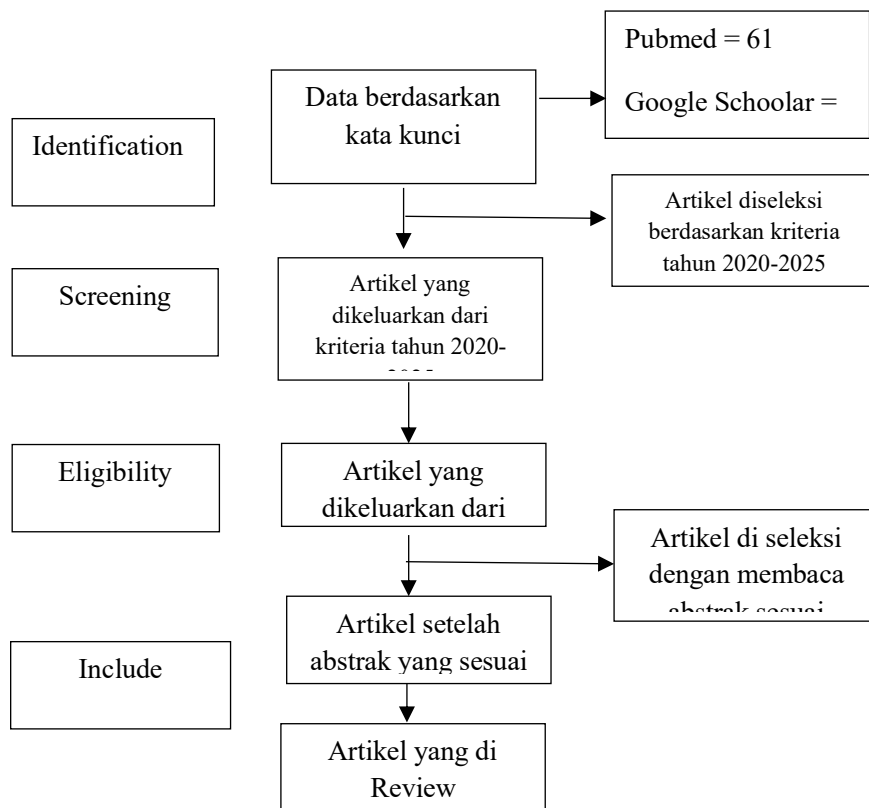 Identification
Data berdasarkan
kata kunci
Pubmed = 61
Google Schoolar =
Artikel diseleksi
berdasarkan kriteria
tahun 2020-2025
Screening
Artikel yang
dikeluarkan dari
kriteria tahun 2020-
Eligibility
Artikel yang
dikeluarkan dari
Artikel di seleksi
dengan membaca
abstrak sesuai
Include
Artikel setelah
abstrak yang sesuai
Artikel yang di
Review